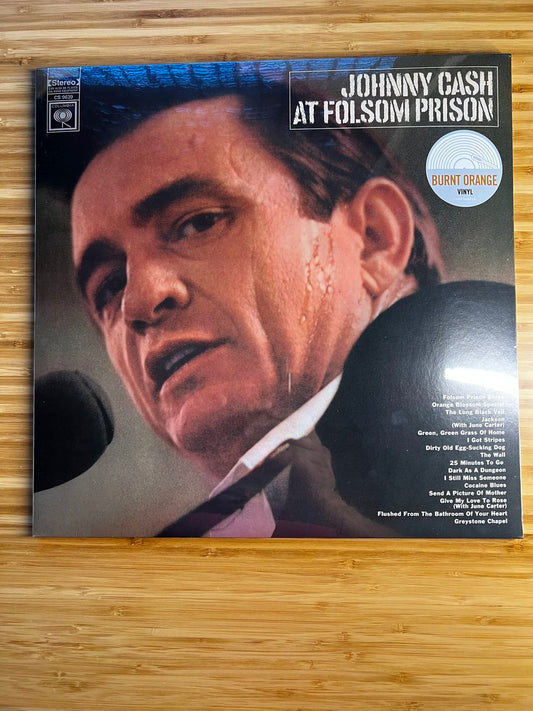 Stereo
CS 9639
COLUMBIA
JOHNNY CASH
AT FOLSOM PRISON
BURNT ORANGE
VINYL
Folsom Prison Blues
Orange Blossom Special
The Long Black Veil
Jackson
(With June Carter)
Green, Green Grass Of Home
I Got Stripes
Dirty Old Egg-Sucking Dog
The Wall
25 Minutes To Go
Dark As A Dungeon
I Still Miss Someone
Cocaine Blues
Send A Picture Of Mother
Give My Love To Rose
(With June Carter)
Flushed From The Bathroom Of Your Heart
Greystone Chapel